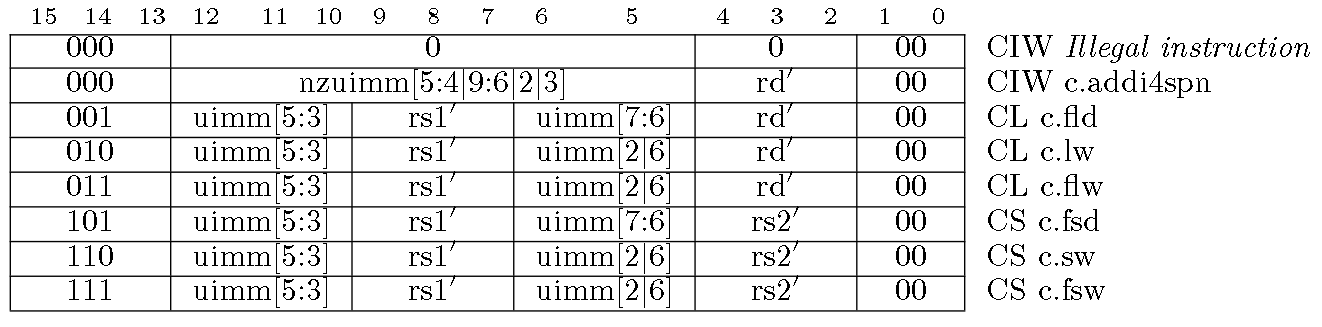 15 14 13 12 11 10 9 8 7 6 5 4 3 2 1 0
000 0 0 00 CIW Illegal instruction
000 nzuimm[5:4|9:6|2|3] rd′ 00 CIW c.addi4spn
001 uimm[5:3] rs1′ uimm[7:6] rd′ 00 CL c.fld
010 uimm[5:3] rs1′ uimm[2|6] rd′ 00 CL c.lw
011 uimm[5:3] rs1′ uimm[2|6] rd′ 00 CL c.flw
101 uimm[5:3] rs1′ uimm[7:6] rs2′ 00 CS c.fsd
110 uimm[5:3] rs1′ uimm[2|6] rs2′ 00 CS c.sw
111 uimm[5:3] rs1′ uimm[2|6] rs2′ 00 CS c.fsw